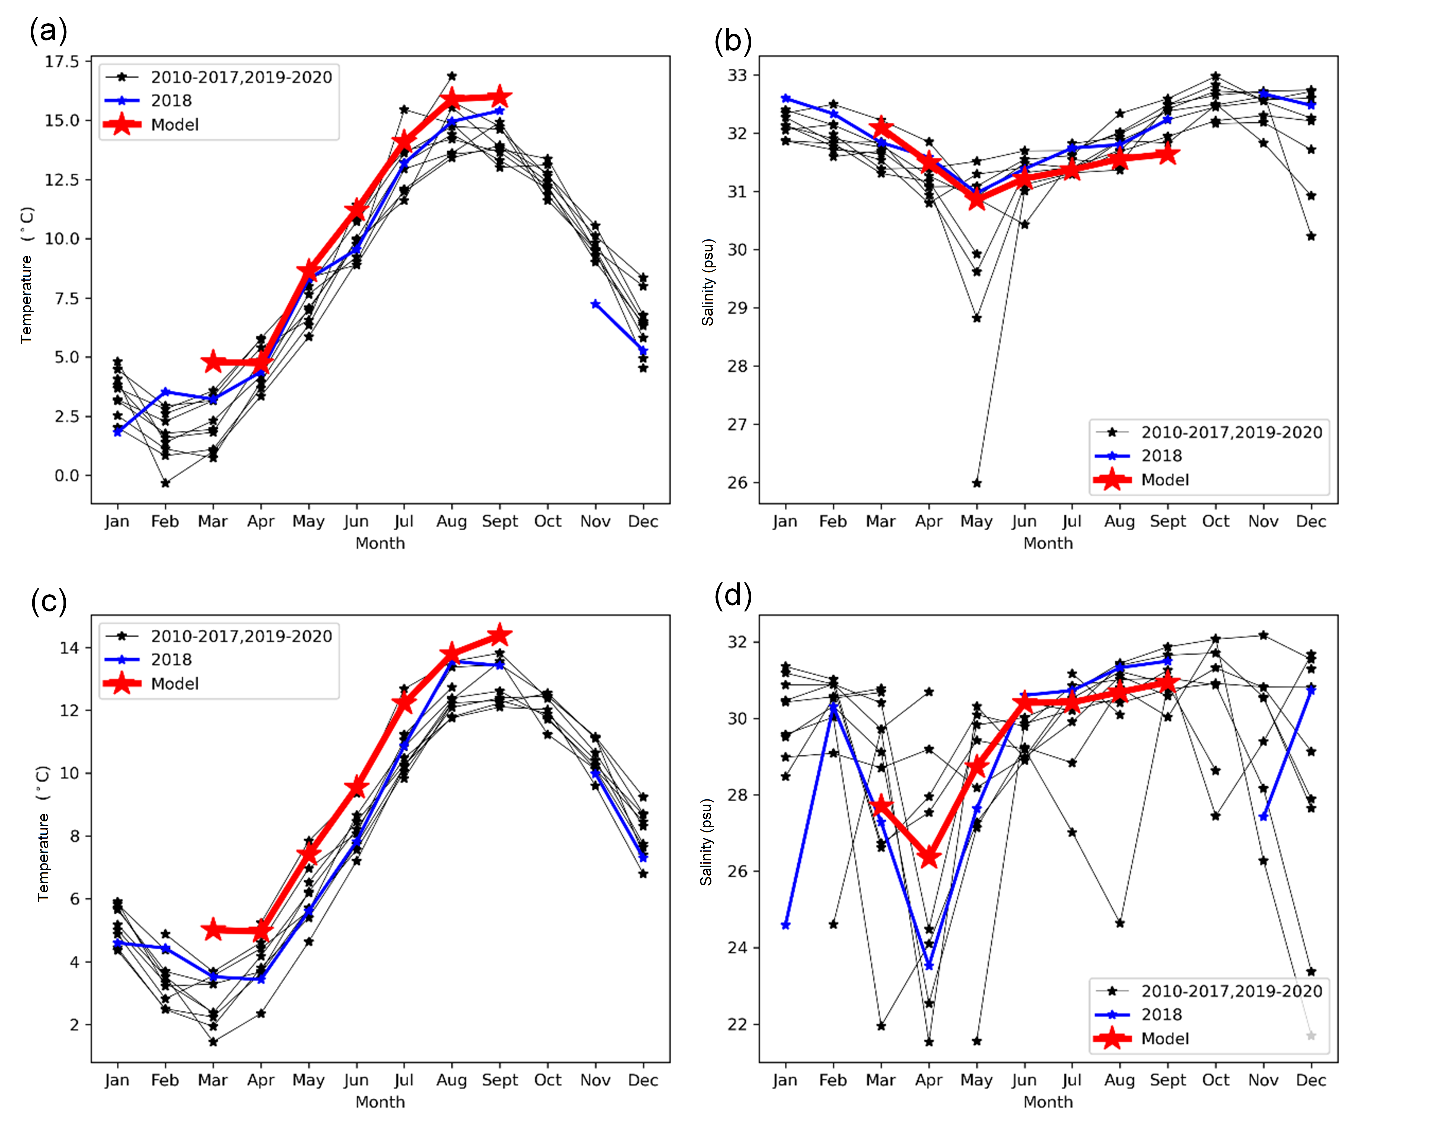 (a)
17.5
15.0
12.5
10.0
7.5
5.0
2.5
0.0
Temperature (°C)
2010-2017,2019-2020
2018
Model
Jan Feb Mar Apr May Jun Jul Aug Sept Oct Nov Dec
Month
(b)
33
32
31
30
29
28
27
26
Salinity (psu)
2010-2017,2019-2020
2018
Model
Jan Feb Mar Apr May Jun Jul Aug Sept Oct Nov Dec
Month
(c)
14
12
10
8
6
4
2
Temperature (°C)
2010-2017,2019-2020
2018
Model
Jan Feb Mar Apr May Jun Jul Aug Sept Oct Nov Dec
Month
(d)
32
30
28
26
24
22
Salinity (psu)
2010-2017,2019-2020
2018
Model
Jan Feb Mar Apr May Jun Jul Aug Sept Oct Nov Dec
Month